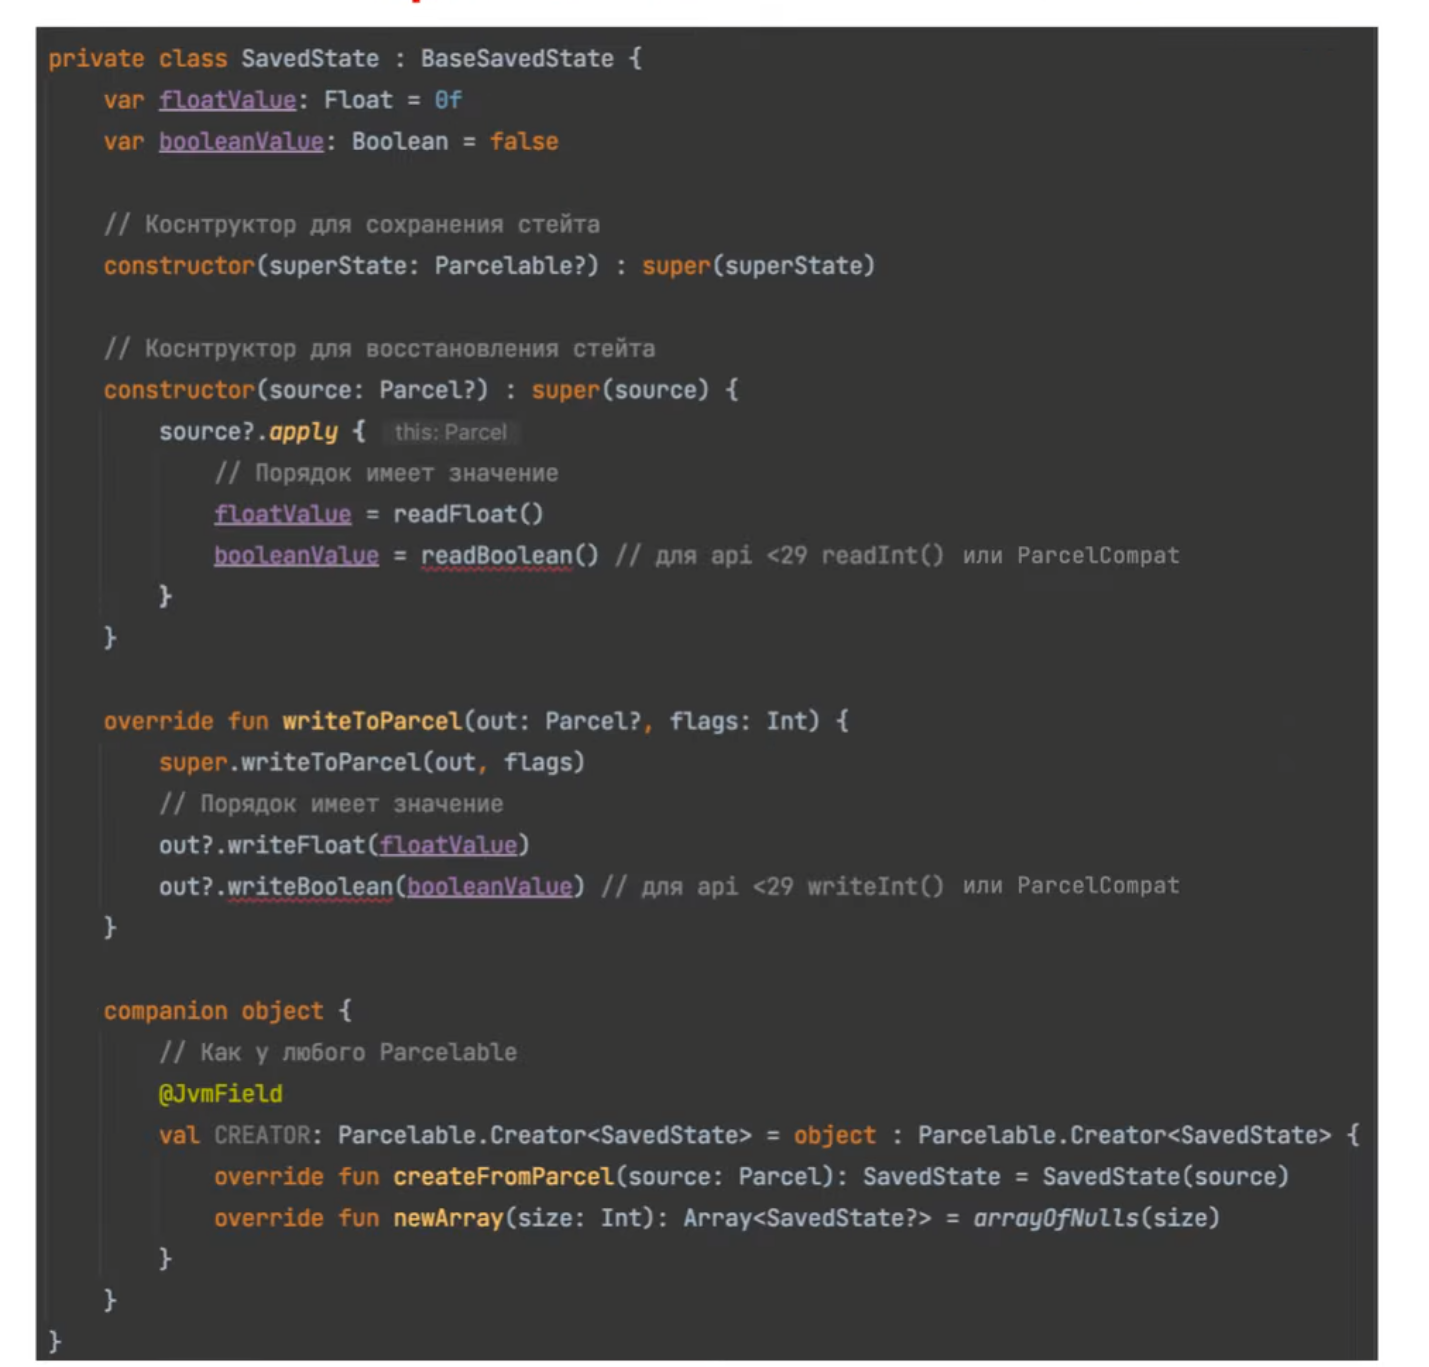 private class SavedState : BaseSavedState {
    var floatValue: Float = 0f
    var booleanValue: Boolean = false
    // Коснтруктор для сохранения стейта
    constructor(superState: Parcelable?) : super(superState)
    // Коснтруктор для восстановления стейта
    constructor(source: Parcel?) : super(source) {
        source?.apply { this: Parcel
            // Порядок имеет значение
            floatValue = readFloat()
            booleanValue = readBoolean() // для api <29 readInt() или ParcelCompat
        }
    }
    override fun writeToParcel(out: Parcel?, flags: Int) {
        super.writeToParcel(out, flags)
        // Порядок имеет значение
        out?.writeFloat(floatValue)
        out?.writeBoolean(booleanValue) // для api <29 writeInt() или ParcelCompat
    }
    companion object {
        // Как у любого Parcelable
        @JvmField
        val CREATOR: Parcelable.Creator<SavedState> = object : Parcelable.Creator<SavedState> {
            override fun createFromParcel(source: Parcel): SavedState = SavedState(source)
            override fun newArray(size: Int): Array<SavedState?> = arrayOfNulls(size)
        }
    }
}